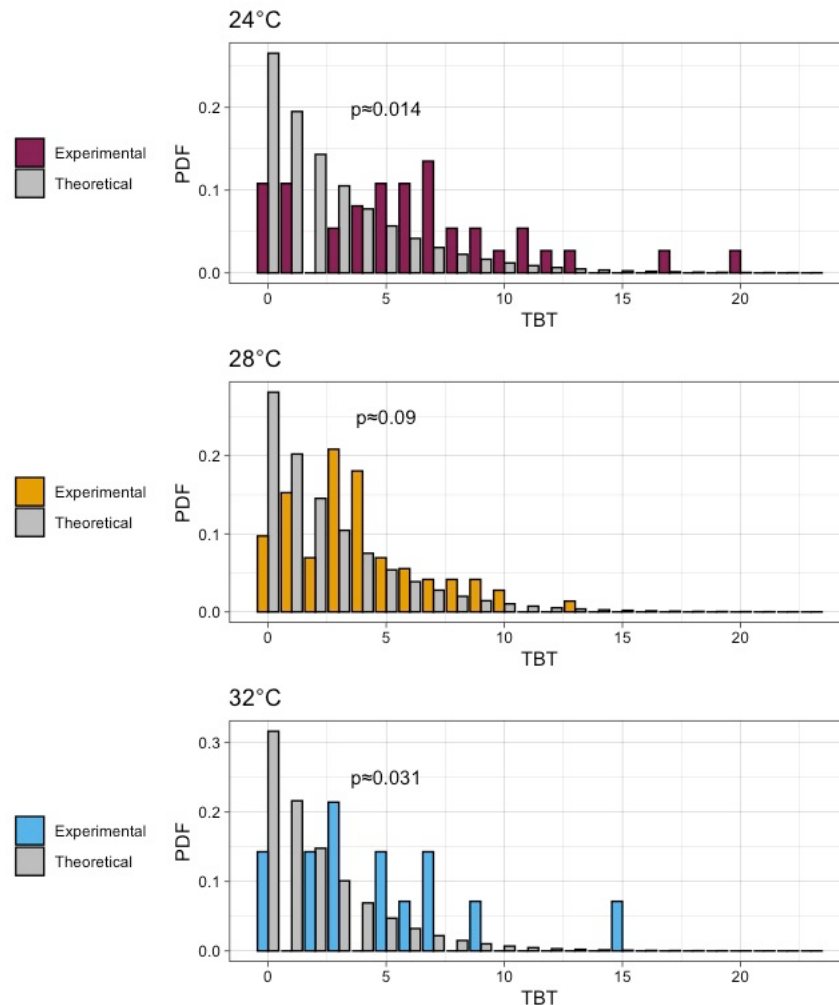 24°C
p≈0.014
Experimental
Theoretical
PDF
0.2
0.1
0.0
0 5 10 15 20
TBT
28°C
p≈0.09
Experimental
Theoretical
PDF
0.2
0.1
0.0
0 5 10 15 20
TBT
32°C
p≈0.031
Experimental
Theoretical
PDF
0.3
0.2
0.1
0.0
0 5 10 15 20
TBT